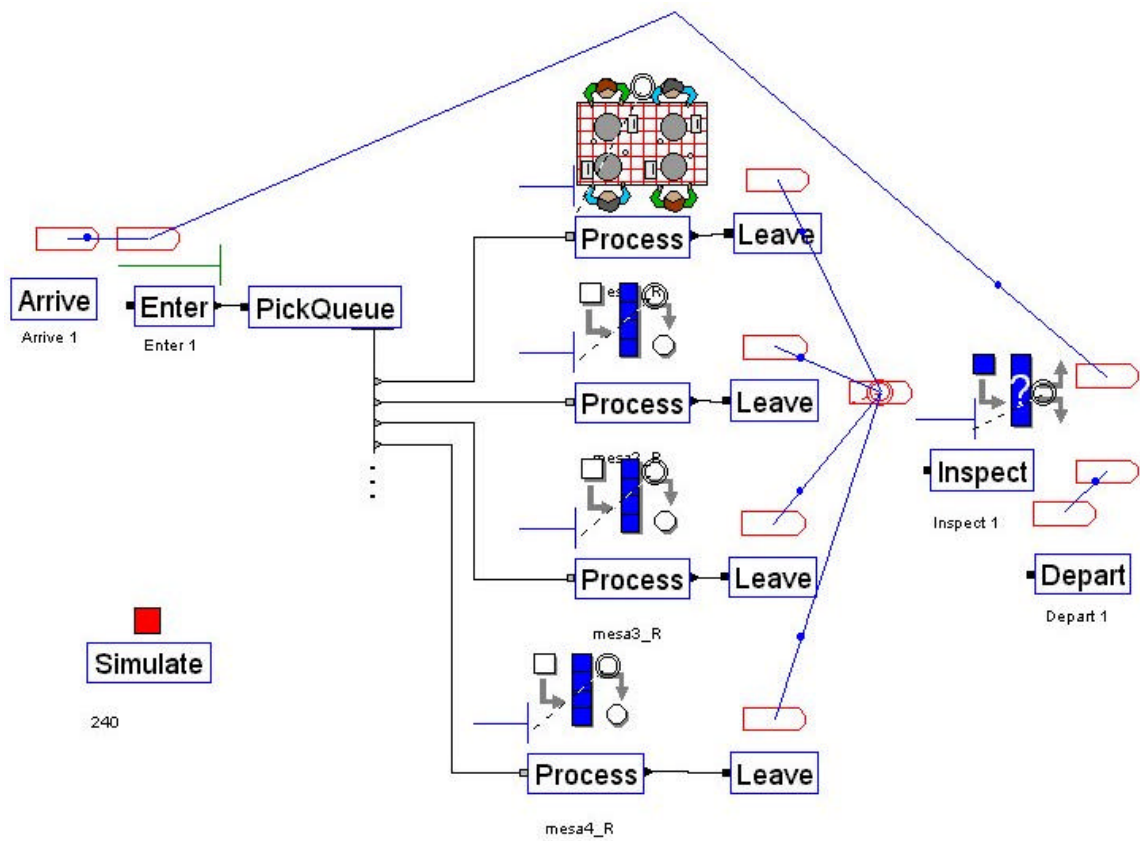 Process
Leave
Arrive
Enter
PickQueue
Arrive 1
Enter 1
Process
Leave
?
Inspect
Inspect 1
Process
Leave
Depart
Depart 1
mesa3_R
Simulate
240
Process
Leave
mesa4_R